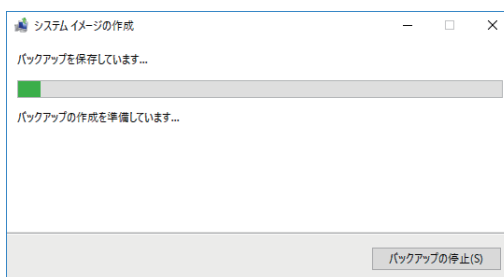 システム イメージの作成
バックアップを保存しています...
バックアップの作成を準備しています...
バックアップの停止(S)